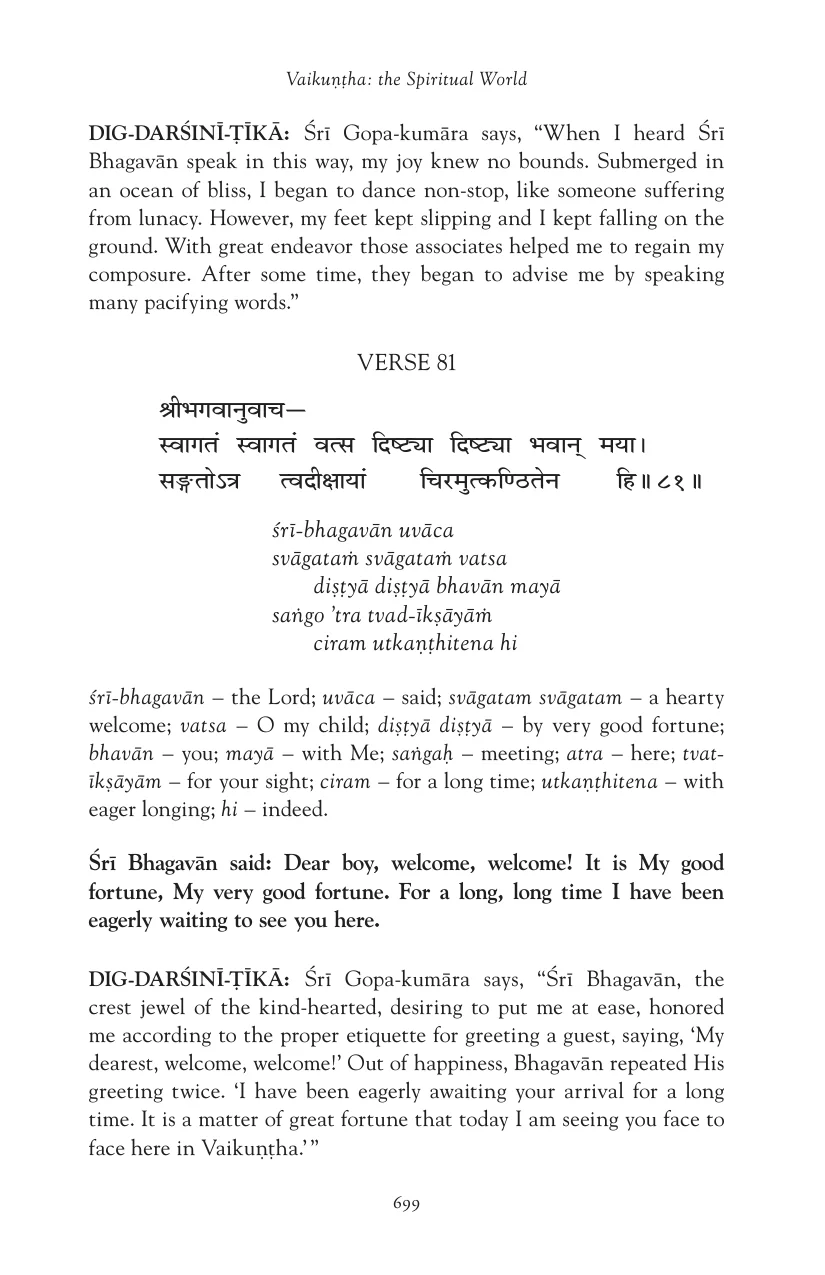 Vaikuṇṭha: the Spiritual World
DIG-DARŚINĪ-ṬĪKĀ: Śrī Gopa-kumāra says, “When I heard Śrī
Bhagavān speak in this way, my joy knew no bounds. Submerged in
an ocean of bliss, I began to dance non-stop, like someone suffering
from lunacy. However, my feet kept slipping and I kept falling on the
ground. With great endeavor those associates helped me to regain my
composure. After some time, they began to advise me by speaking
many pacifying words.”
VERSE 81
श्रीभगवानुवाच—
स्वागतं स्वागतं वत्स दिष्ट्या दिष्ट्या भवान् मया।
सङ्गतोऽत्र त्वदीक्षायां चिरमुत्कण्ठितेन हि॥८१॥
śrī-bhagavān uvāca
svāgataṁ svāgataṁ vatsa
diṣṭyā diṣṭyā bhavān mayā
saṅgo ’tra tvad-īkṣāyāṁ
ciram utkaṇṭhitena hi
śrī-bhagavān – the Lord; uvāca – said; svāgatam svāgatam – a hearty
welcome; vatsa – O my child; diṣṭyā diṣṭyā – by very good fortune;
bhavān – you; mayā – with Me; saṅgaḥ – meeting; atra – here; tvat-
īkṣāyām – for your sight; ciram – for a long time; utkaṇṭhitena – with
eager longing; hi – indeed.
Śrī Bhagavān said: Dear boy, welcome, welcome! It is My good
fortune, My very good fortune. For a long, long time I have been
eagerly waiting to see you here.
DIG-DARŚINĪ-ṬĪKĀ: Śrī Gopa-kumāra says, “Śrī Bhagavān, the
crest jewel of the kind-hearted, desiring to put me at ease, honored
me according to the proper etiquette for greeting a guest, saying, ‘My
dearest, welcome, welcome!’ Out of happiness, Bhagavān repeated His
greeting twice. ‘I have been eagerly awaiting your arrival for a long
time. It is a matter of great fortune that today I am seeing you face to
face here in Vaikuṇṭha.’”
699